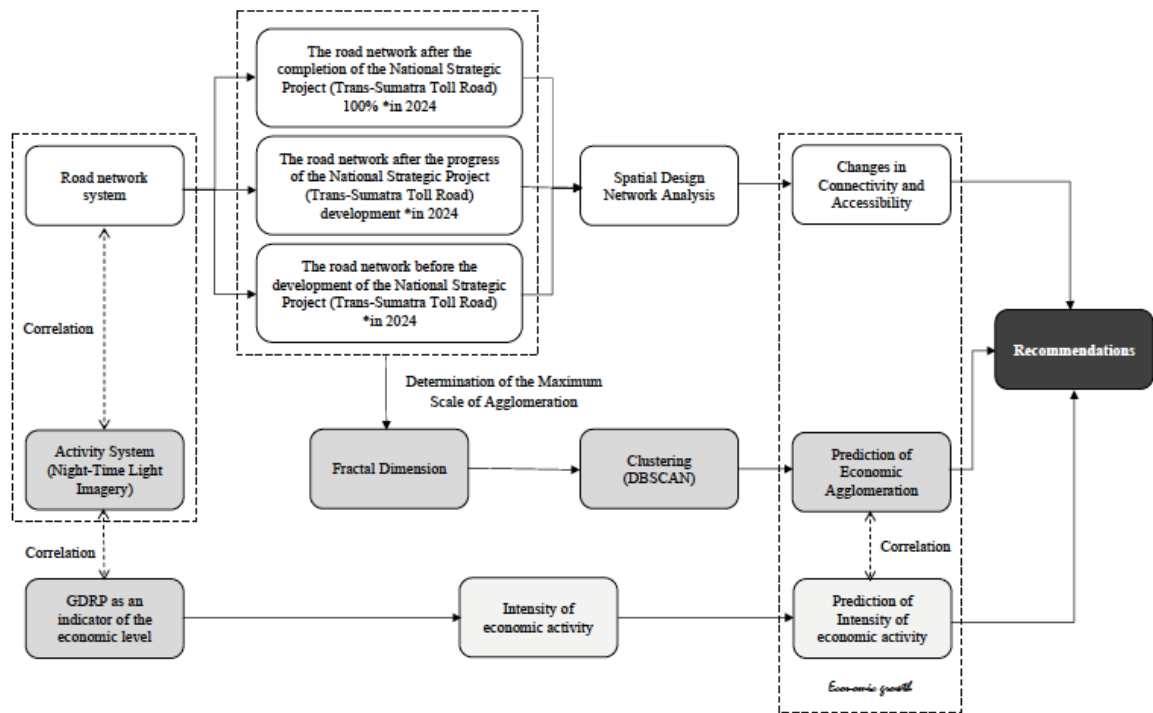 The road network after the
completion of the National Strategic
Project (Trans-Sumatra Toll Road)
100% *in 2024
Road network
system
The road network after the progress
of the National Strategic Project
(Trans-Sumatra Toll Road)
development *in 2024
Spatial Design
Network Analysis
Changes in
Connectivity and
Accessibility
The road network before the
development of the National Strategic
Project (Trans-Sumatra Toll Road)
*in 2024
Correlation
Recommendations
Determination of the Maximum
Scale of Agglomeration
Activity System
(Night-Time Light
Imagery)
Fractal Dimension
Clustering
(DBSCAN)
Prediction of
Economic
Agglomeration
Correlation
Correlation
GDRP as an
indicator of the
economic level
Intensity of
economic activity
Prediction of
Intensity of
economic activity
Economic growth